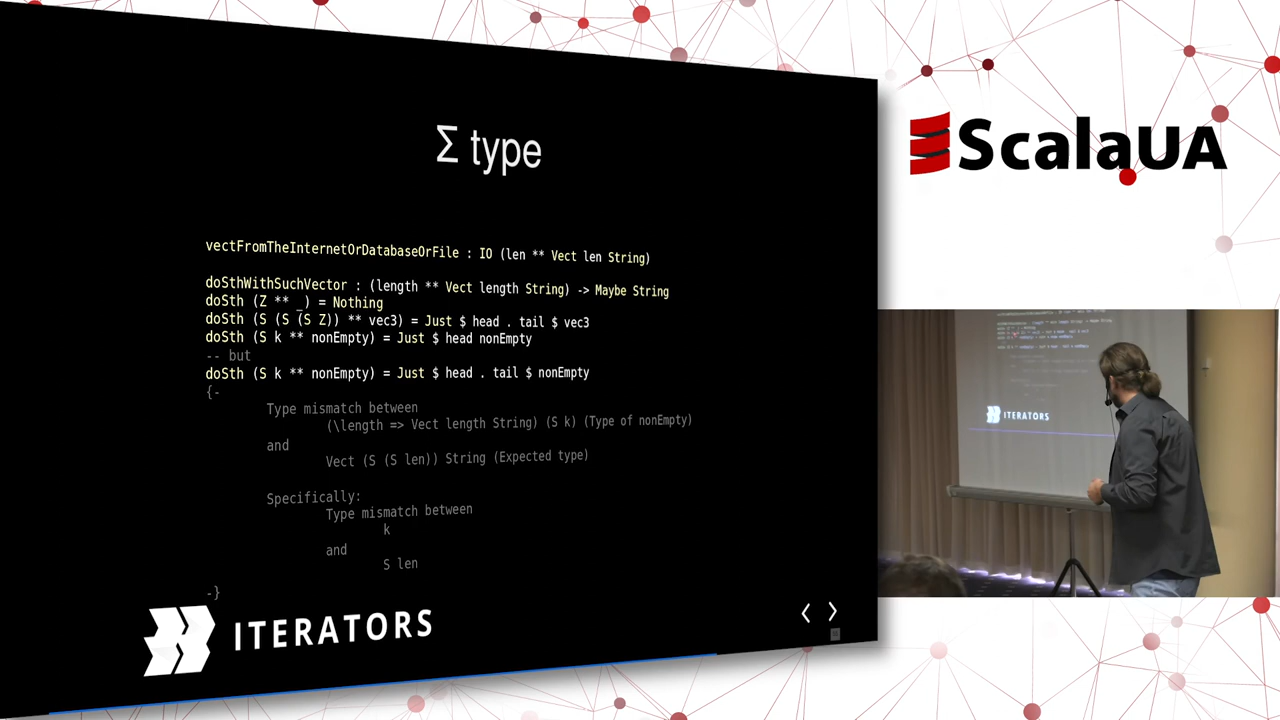 Σ type
vectFromTheInternetOrDatabaseOrFile : IO (len ** Vect len String)
doSthWithSuchVector : (length ** Vect length String) -> Maybe String
doSth (Z ** _) = Nothing
doSth (S (S (S Z)) ** vec3) = Just $ head . tail $ vec3
doSth (S k ** nonEmpty) = Just $ head nonEmpty
-- but
doSth (S k ** nonEmpty) = Just $ head . tail $ nonEmpty
{-
Type mismatch between
(\length => Vect length String) (S k) (Type of nonEmpty)
and
Vect (S (S len)) String (Expected type)
Specifically:
Type mismatch between
k
and
S len
-}
ITERATORS
ScalaUA
ITERATORS